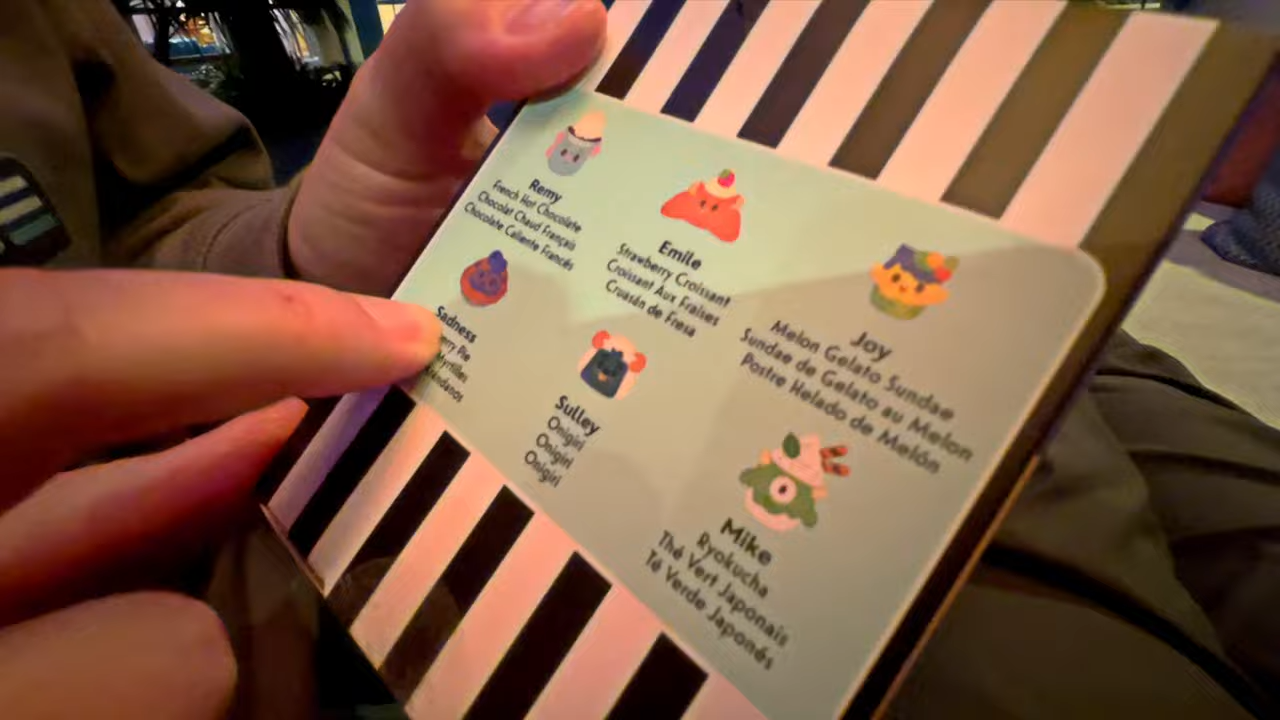 Remy
French Hot Chocolate
Chocolat Chaud Français
Chocolate Caliente Francés
Emile
Strawberry Croissant
Croissant Aux Fraises
Cruasán de Fresa
Joy
Melon Gelato Sundae
Sundae de Gelato au Melon
Postre Helado de Melón
Sadness
Pie
Myrtilles
Sulley
Onigiri
Onigiri
Onigiri
Mike
Ryokucha
Thé Vert Japonais
Té Verde Japonés